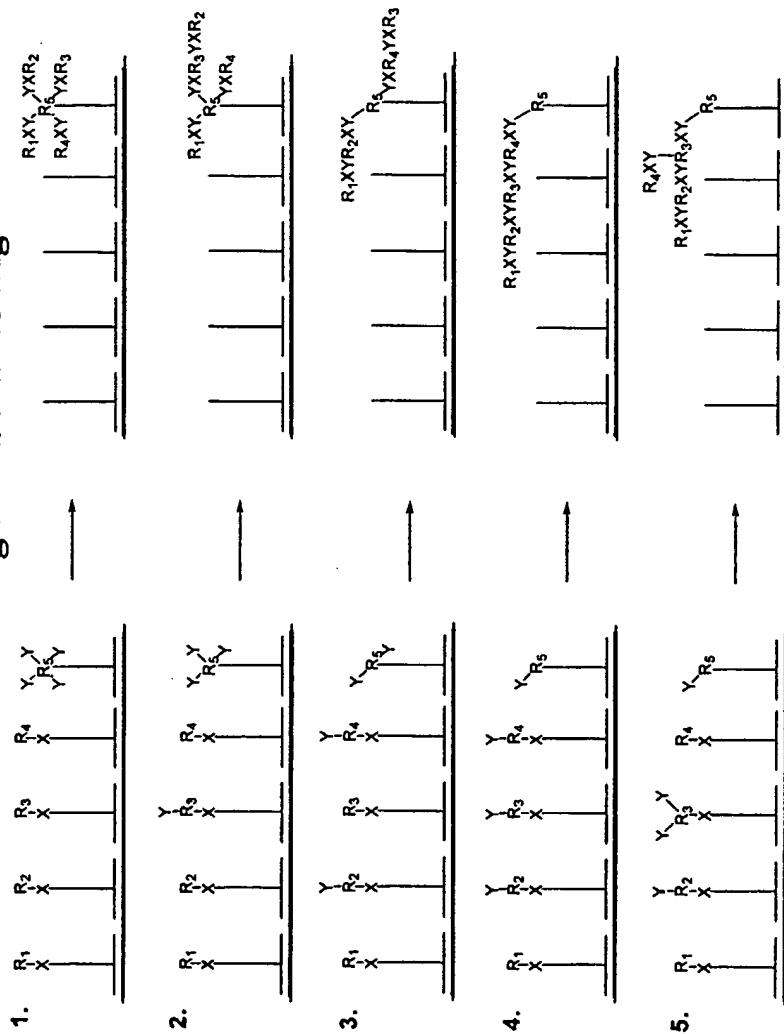 1.
R₁-X
R₂-X
R₃-X
R₄-X
Y Y
R₅
Y Y
R₁XY YXR₂
R₅
R₄XY YXR₃
2.
R₁-X
R₂-X
Y-R₃-X
R₄-X
Y Y
R₅
Y
R₁XY YXR₃YXR₂
R₅
YXR₄
3.
R₁-X
Y-R₂-X
R₃-X
Y-R₄-X
Y
R₅
Y
R₁XYR₂XY
R₅
YXR₄YXR₃
4.
R₁-X
Y-R₂-X
Y-R₃-X
Y-R₄-X
Y
R₅
R₁XYR₂XYR₃XYR₄XY
R₅
5.
R₁-X
Y-R₂-X
Y Y
R₃-X
R₄-X
Y
R₅
R₄XY
R₁XYR₂XYR₃XY
R₅